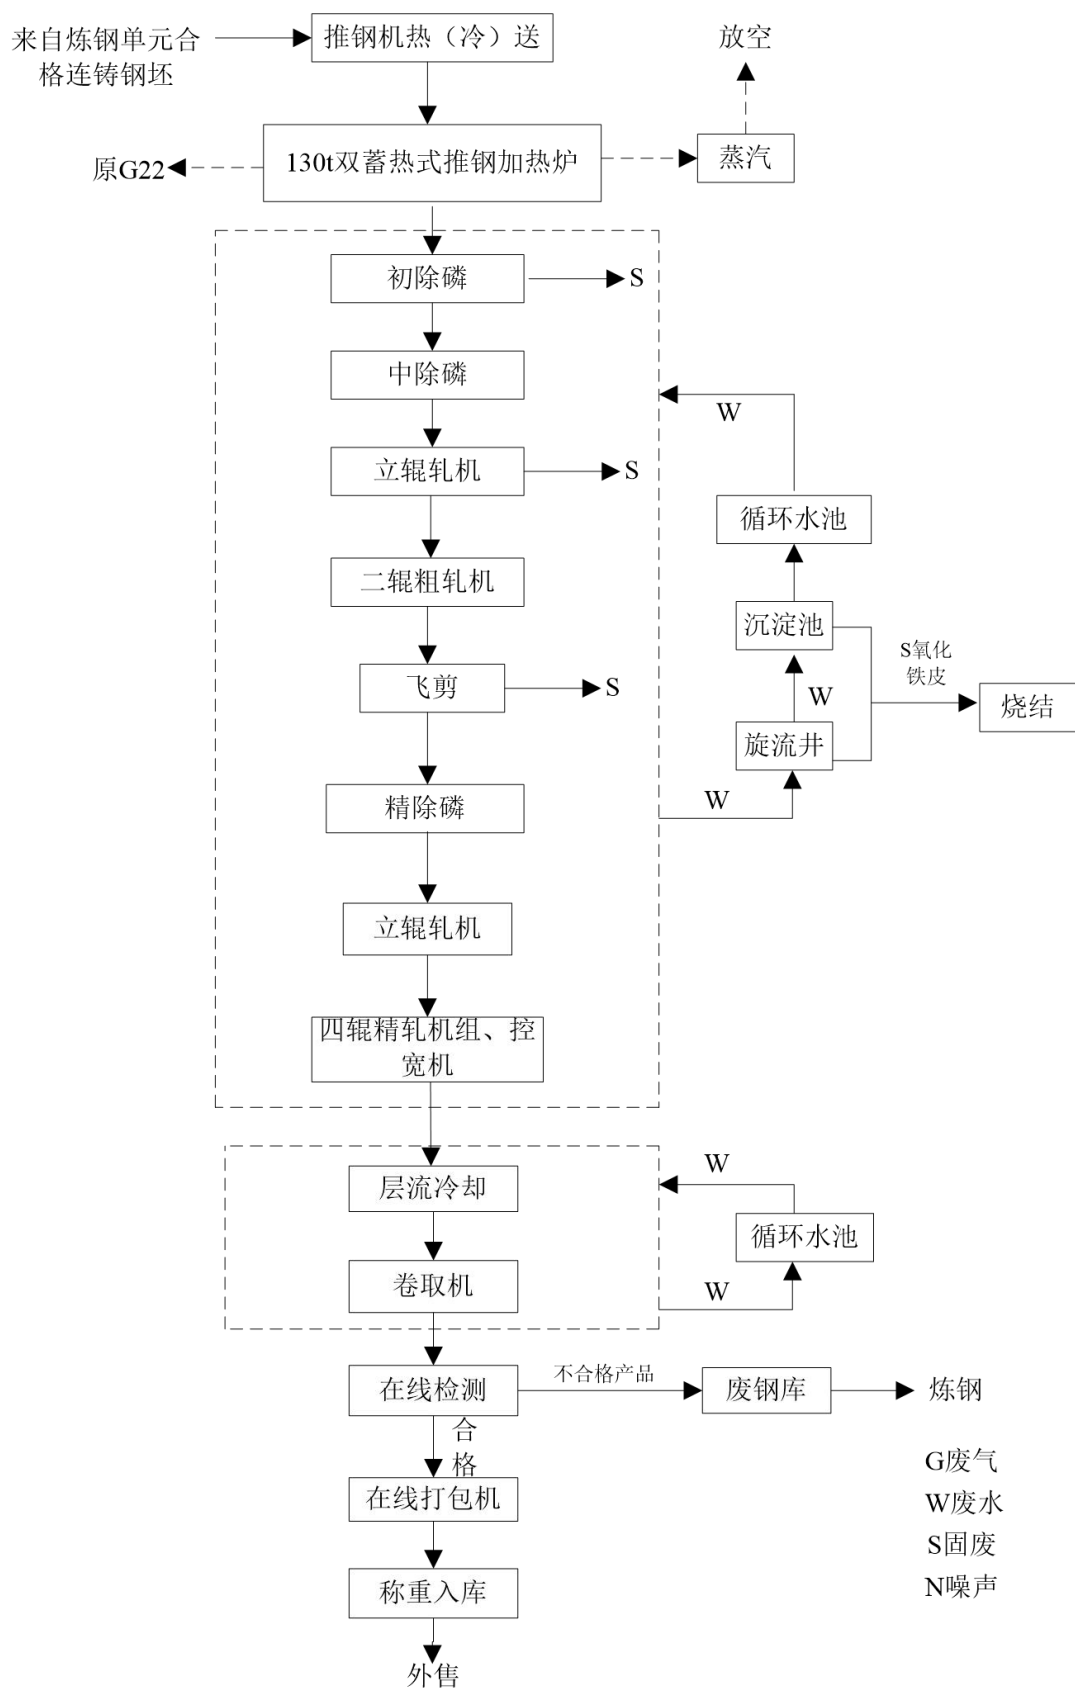 来自炼钢单元合
格连铸钢坯
推钢机热（冷）送
放空
原G22
130t双蓄热式推钢加热炉
蒸汽
初除磷
S
中除磷
W
立辊轧机
S
循环水池
二辊粗轧机
沉淀池
S氧化
铁皮
飞剪
S
W
烧结
旋流井
精除磷
W
立辊轧机
四辊精轧机组、控
宽机
层流冷却
W
循环水池
卷取机
W
在线检测
不合格产品
废钢库
炼钢
合
格
G废气
在线打包机
W废水
S固废
称重入库
N噪声
外售